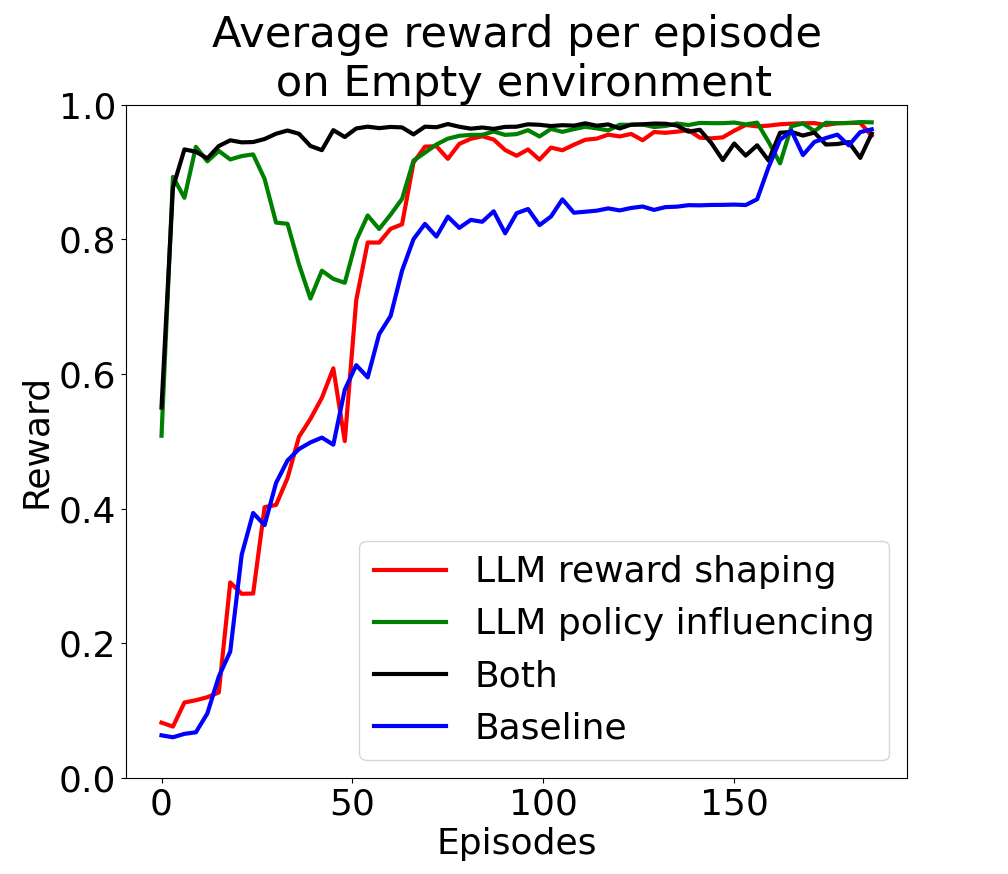 Average reward per episode
on Empty environment
1.0
0.8
0.6
0.4
0.2
0.0
Reward
LLM reward shaping
LLM policy influencing
Both
Baseline
0 50 100 150
Episodes